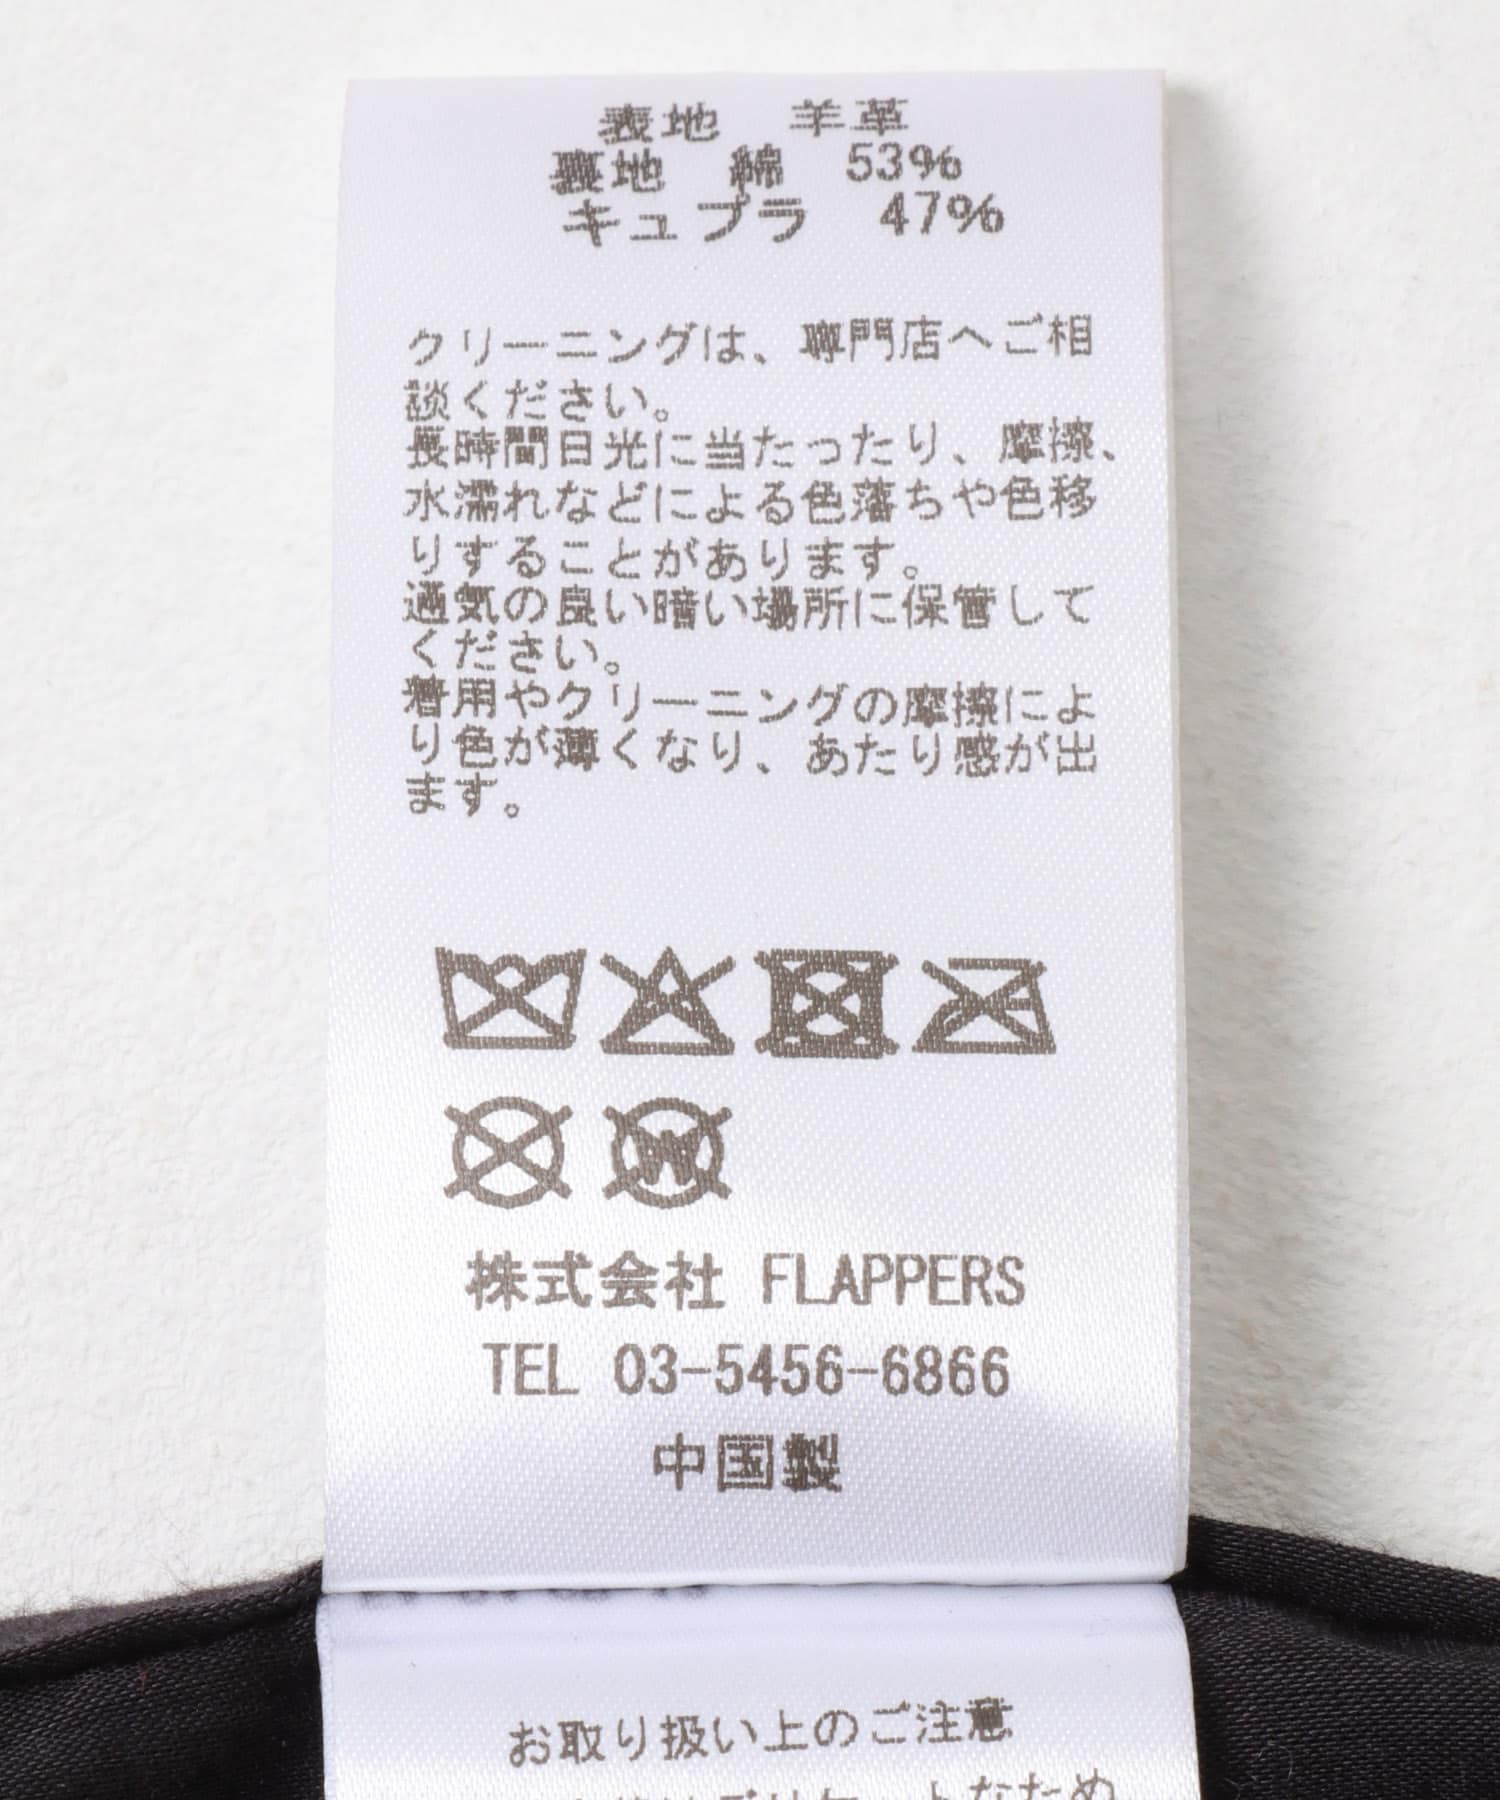 表地 羊革
裏地 綿 53%
キュプラ 47%
クリーニングは、専門店へご相
談ください。
長時間日光に当たったり、摩擦、
水濡れなどによる色落ちや色移
りすることがあります。
通気の良い暗い場所に保管して
ください。
着用やクリーニングの摩擦によ
り色が薄くなり、あたり感が出
ます。
W
株式会社 FLAPPERS
TEL 03-5456-6866
中国製
お取り扱い上のご注意